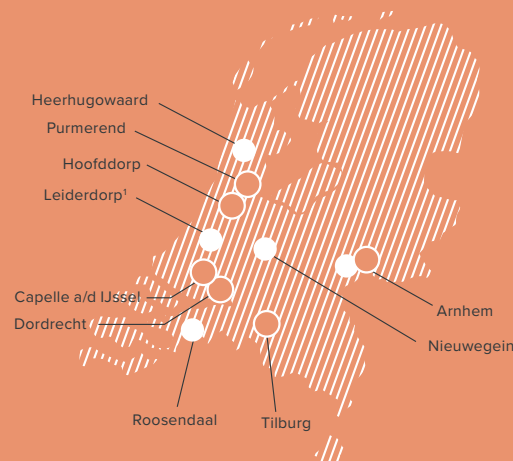 Heerhugowaard
Purmerend
Hoofddorp
Leiderdorp¹
Capelle a/d IJssel
Dordrecht
Arnhem
Nieuwegein
Roosendaal
Tilburg